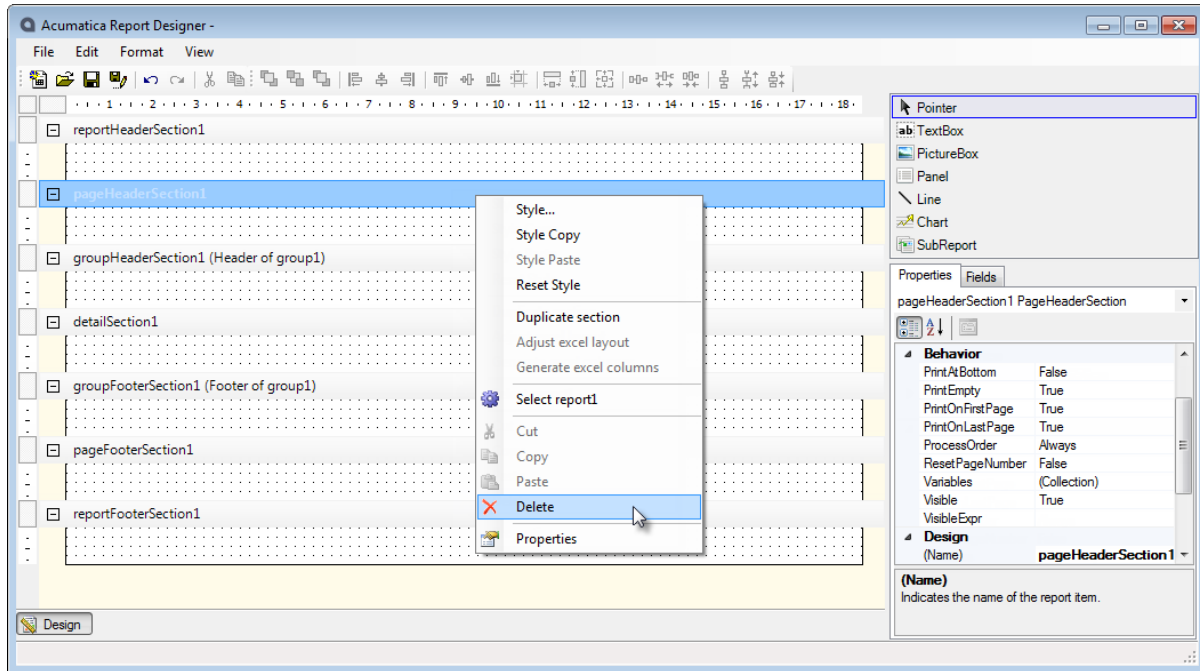 Acumatica Report Designer -
File Edit Format View
1 2 3 4 5 6 7 8 9 10 11 12 13 14 15 16 17 18
reportHeaderSection1
pageHeaderSection1
groupHeaderSection1 (Header of group1)
detailSection1
groupFooterSection1 (Footer of group1)
pageFooterSection1
reportFooterSection1
Style...
Style Copy
Style Paste
Reset Style
Duplicate section
Adjust excel layout
Generate excel columns
Select report1
Cut
Copy
Paste
Delete
Properties
Pointer
ab TextBox
PictureBox
Panel
Line
Chart
SubReport
Properties Fields
pageHeaderSection1 PageHeaderSection
Behavior
PrintAtBottom False
PrintEmpty True
PrintOnFirstPage True
PrintOnLastPage True
ProcessOrder Always
ResetPageNumber False
Variables (Collection)
Visible True
VisibleExpr
Design
(Name) pageHeaderSection1
(Name)
Indicates the name of the report item.
Design